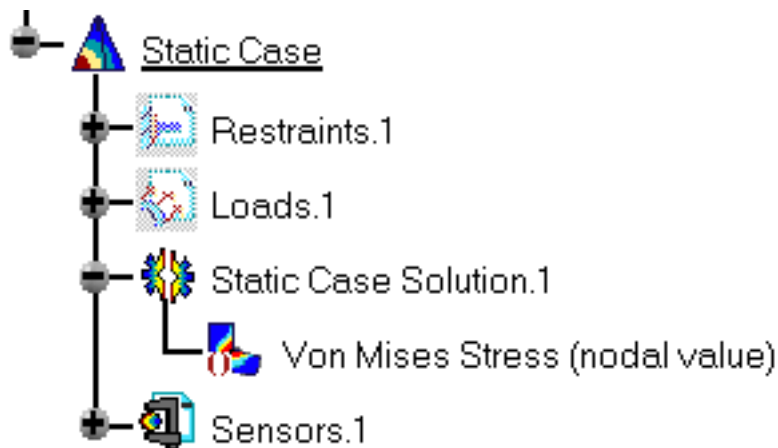 Static Case
Restraints.1
Loads.1
Static Case Solution.1
Von Mises Stress (nodal value)
Sensors.1